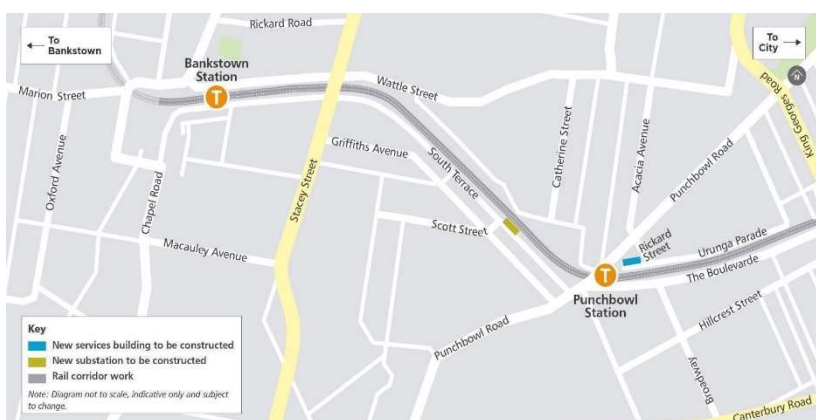 To
Bankstown
Rickard Road
To
City
Bankstown
Station
T
Marion Street
Wattle Street
N
King Georges Road
Oxford Avenue
Chapel Road
Stacey Street
Griffiths Avenue
South Terrace
Catherine Street
Acacia Avenue
Punchbowl Road
Scott Street
Macauley Avenue
Rickard
Street
Urunga Parade
T
The Boulevarde
Punchbowl
Station
Hillcrest Street
Punchbowl Road
Broadway
Canterbury Road
Key
New services building to be constructed
New substation to be constructed
Rail corridor work
Note: Diagram not to scale, indicative only and subject
to change.